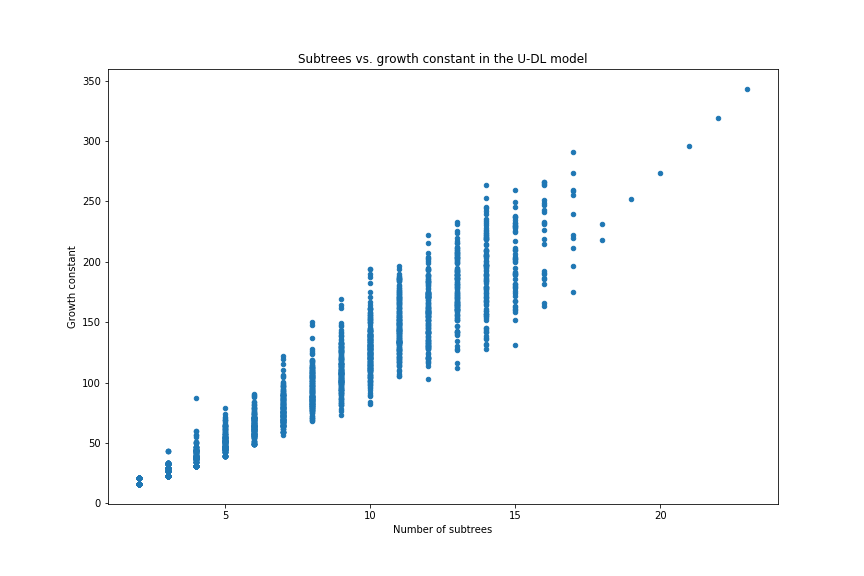 Subtrees vs. growth constant in the U-DL model
350
300
250
200
150
100
50
0
Growth constant
5 10 15 20
Number of subtrees